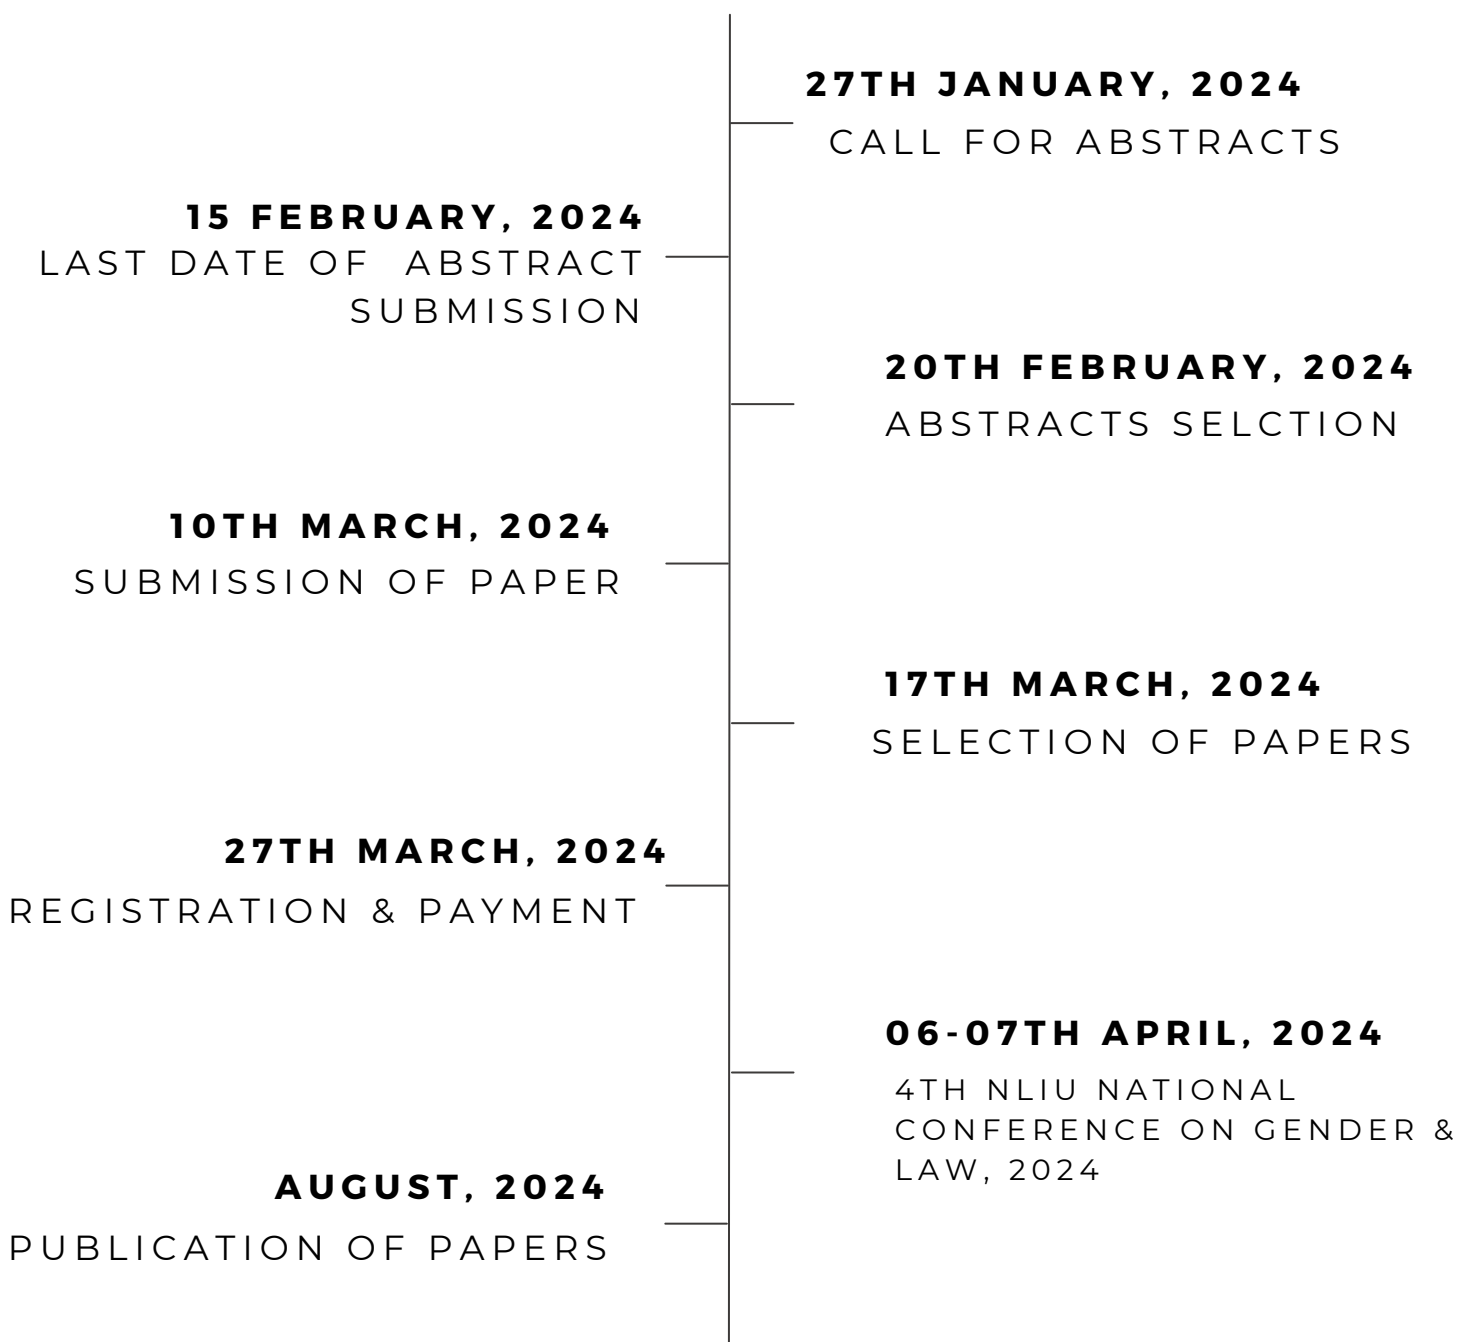 27TH JANUARY, 2024
CALL FOR ABSTRACTS
15 FEBRUARY, 2024
LAST DATE OF ABSTRACT
SUBMISSION
20TH FEBRUARY, 2024
ABSTRACTS SELCTION
10TH MARCH, 2024
SUBMISSION OF PAPER
17TH MARCH, 2024
SELECTION OF PAPERS
27TH MARCH, 2024
REGISTRATION & PAYMENT
06-07TH APRIL, 2024
4TH NLIU NATIONAL
CONFERENCE ON GENDER &
LAW, 2024
AUGUST, 2024
PUBLICATION OF PAPERS